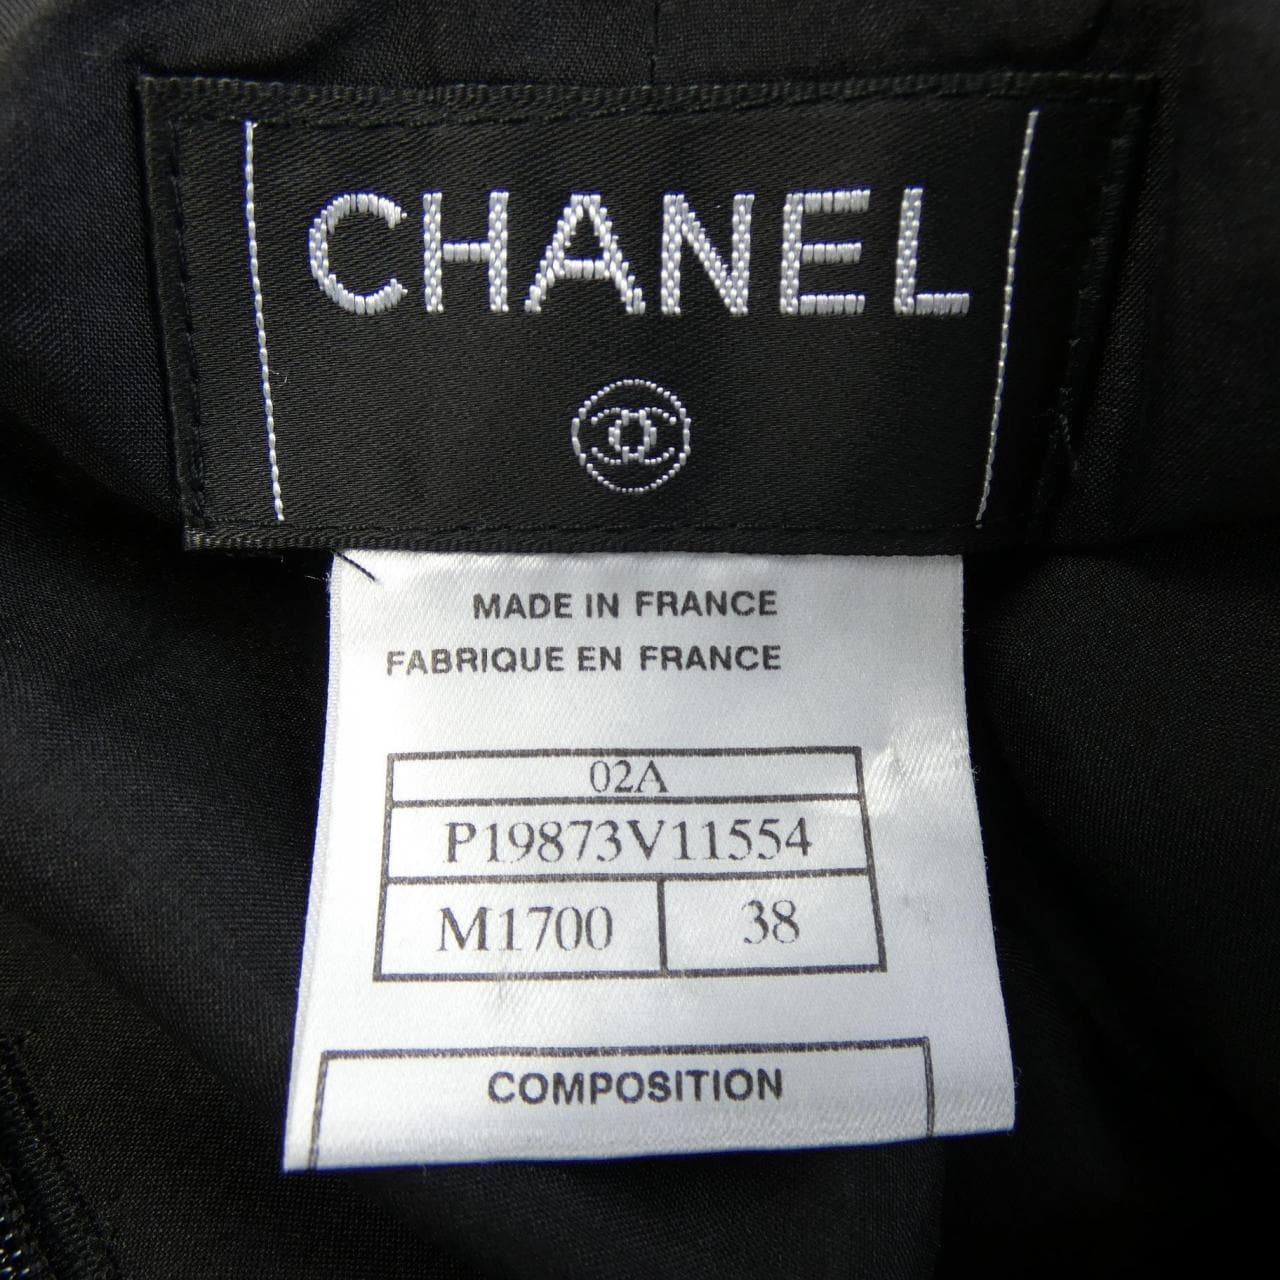 CHANEL
MADE IN FRANCE
FABRIQUE EN FRANCE
02A
P19873V11554
M1700 38
COMPOSITION